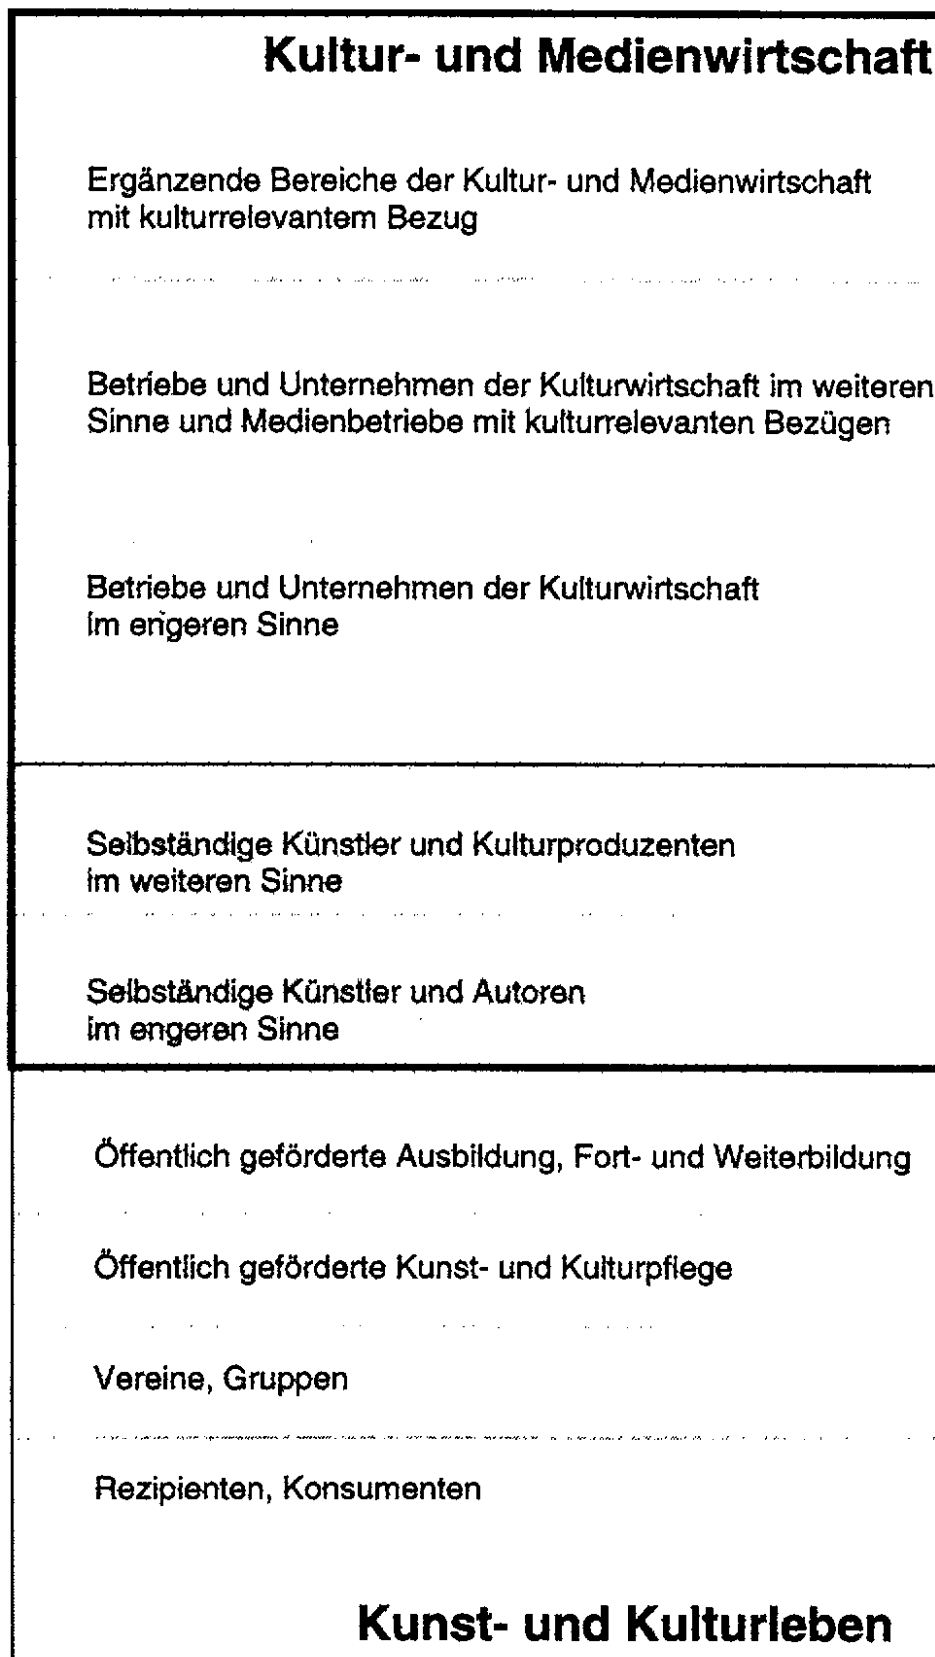 Kultur- und Medienwirtschaft
Ergänzende Bereiche der Kultur- und Medienwirtschaft
mit kulturrelevantem Bezug
Betriebe und Unternehmen der Kulturwirtschaft im weiteren
Sinne und Medienbetriebe mit kulturrelevanten Bezügen
Betriebe und Unternehmen der Kulturwirtschaft
im engeren Sinne
Selbständige Künstler und Kulturproduzenten
im weiteren Sinne
Selbständige Künstler und Autoren
im engeren Sinne
Öffentlich geförderte Ausbildung, Fort- und Weiterbildung
Öffentlich geförderte Kunst- und Kulturpflege
Vereine, Gruppen
Rezipienten, Konsumenten
Kunst- und Kulturleben